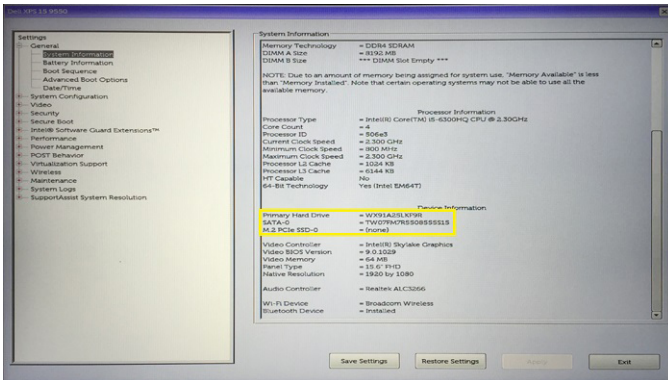 Dell XPS 15 9550
Settings
General
System Information
Battery Information
Boot Sequence
Advanced Boot Options
Date/Time
System Configuration
Video
Security
Secure Boot
Intel® Software Guard Extensions™
Performance
Power Management
POST Behavior
Virtualization Support
Wireless
Maintenance
System Logs
SupportAssist System Resolution
System Information
Memory Technology = DDR4 SDRAM
DIMM A Size = 8192 MB
DIMM B Size *** DIMM Slot Empty ***
NOTE: Due to an amount of memory being assigned for system use, "Memory Available" is less
than "Memory Installed". Note that certain operating systems may not be able to use all the
available memory.
Processor Information
Processor Type = Intel(R) Core(TM) i5-6300HQ CPU @ 2.30GHz
Core Count = 4
Processor ID = 506e3
Current Clock Speed = 2.300 GHz
Minimum Clock Speed = 800 MHz
Maximum Clock Speed = 2.300 GHz
Processor L2 Cache = 1024 KB
Processor L3 Cache = 6144 KB
HT Capable No
64-Bit Technology Yes (Intel EM64T)
Device Information
Primary Hard Drive =
SATA-0 =
M.2 PCIe SSD-0 = (none)
Video Controller = Intel(R) Skylake Graphics
Video BIOS Version = 9.0.1029
Video Memory = 64 MB
Panel Type = 15.6" FHD
Native Resolution = 1920 by 1080
Audio Controller = Realtek ALC3266
Wi-Fi Device = Broadcom Wireless
Bluetooth Device = Installed
Save Settings
Restore Settings
Apply
Exit